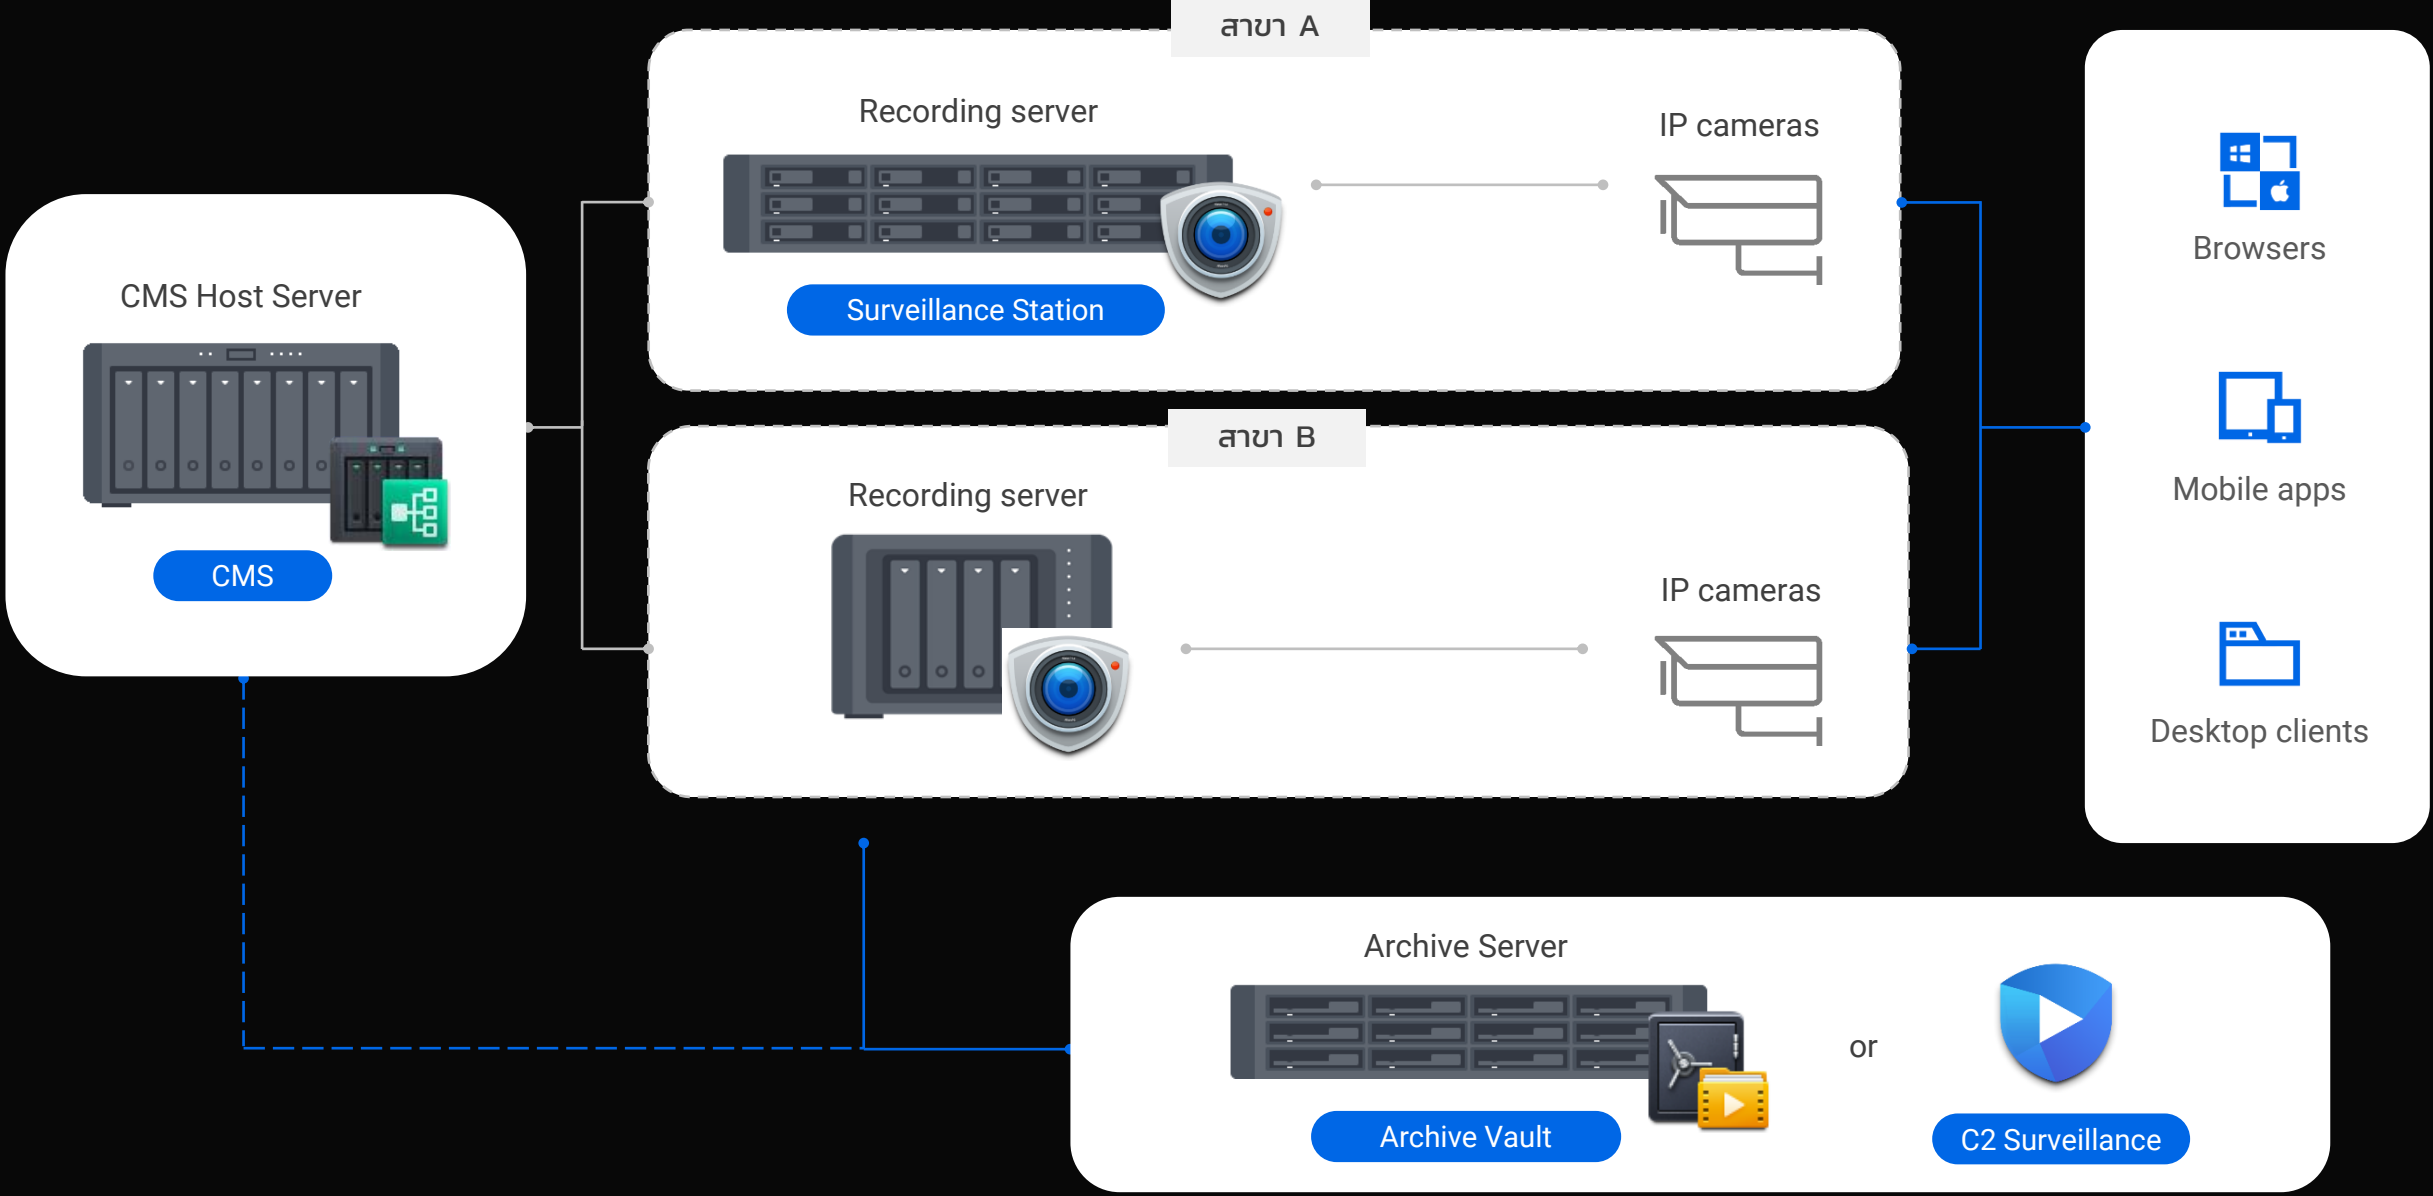 สาขา A
Recording server
IP cameras
Surveillance Station
CMS Host Server
CMS
สาขา B
Recording server
IP cameras
Browsers
Mobile apps
Desktop clients
Archive Server
Archive Vault
or
C2 Surveillance